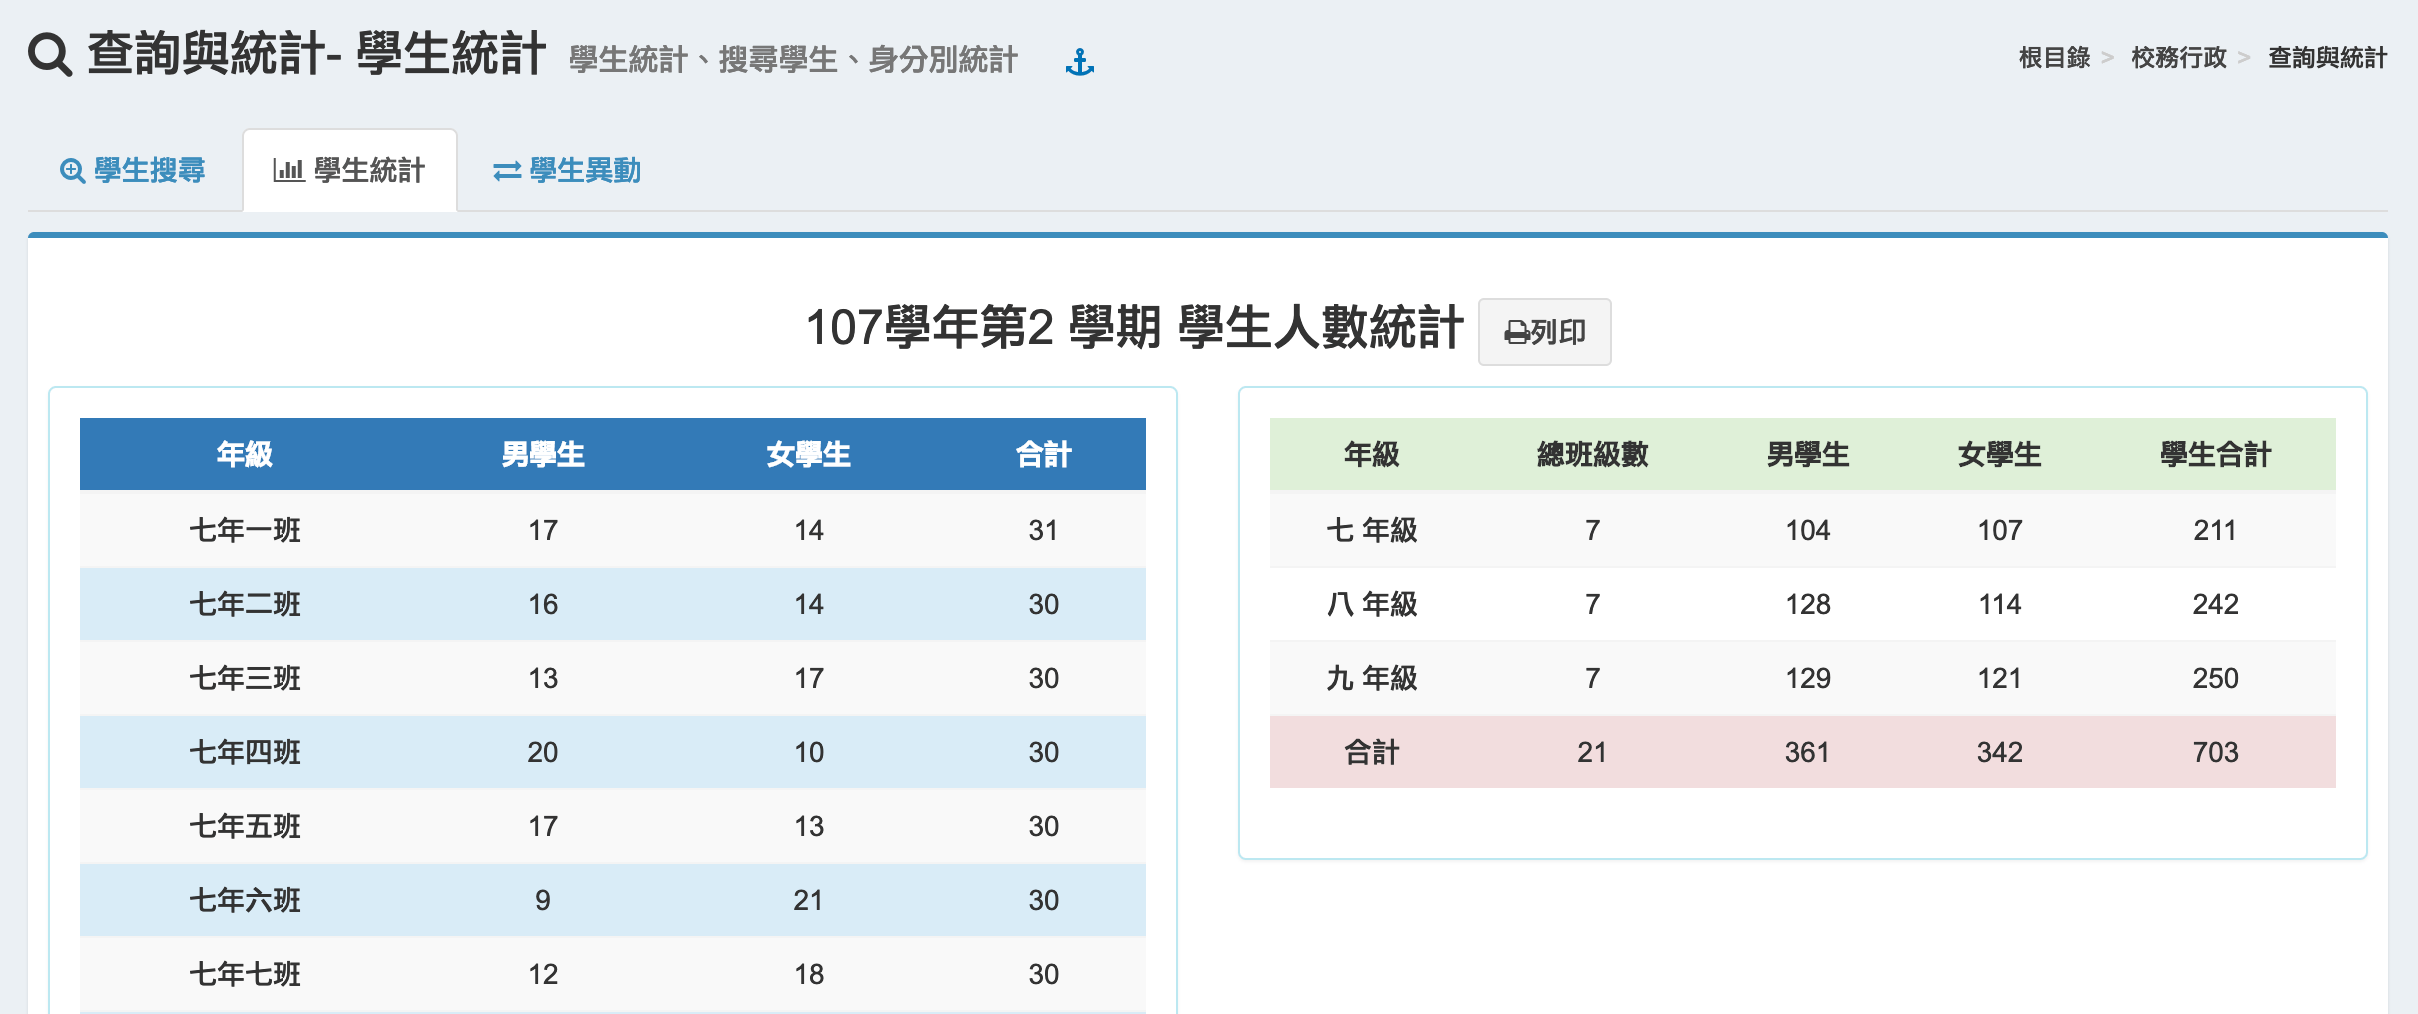 查詢與統計- 學生統計 學生統計、搜尋學生、身分別統計
根目錄 > 校務行政 > 查詢與統計
學生搜尋 學生統計 學生異動
107學年第2 學期 學生人數統計 列印
年級 男學生 女學生 合計
七年一班 17 14 31
七年二班 16 14 30
七年三班 13 17 30
七年四班 20 10 30
七年五班 17 13 30
七年六班 9 21 30
七年七班 12 18 30
年級 總班級數 男學生 女學生 學生合計
七 年級 7 104 107 211
八 年級 7 128 114 242
九 年級 7 129 121 250
合計 21 361 342 703